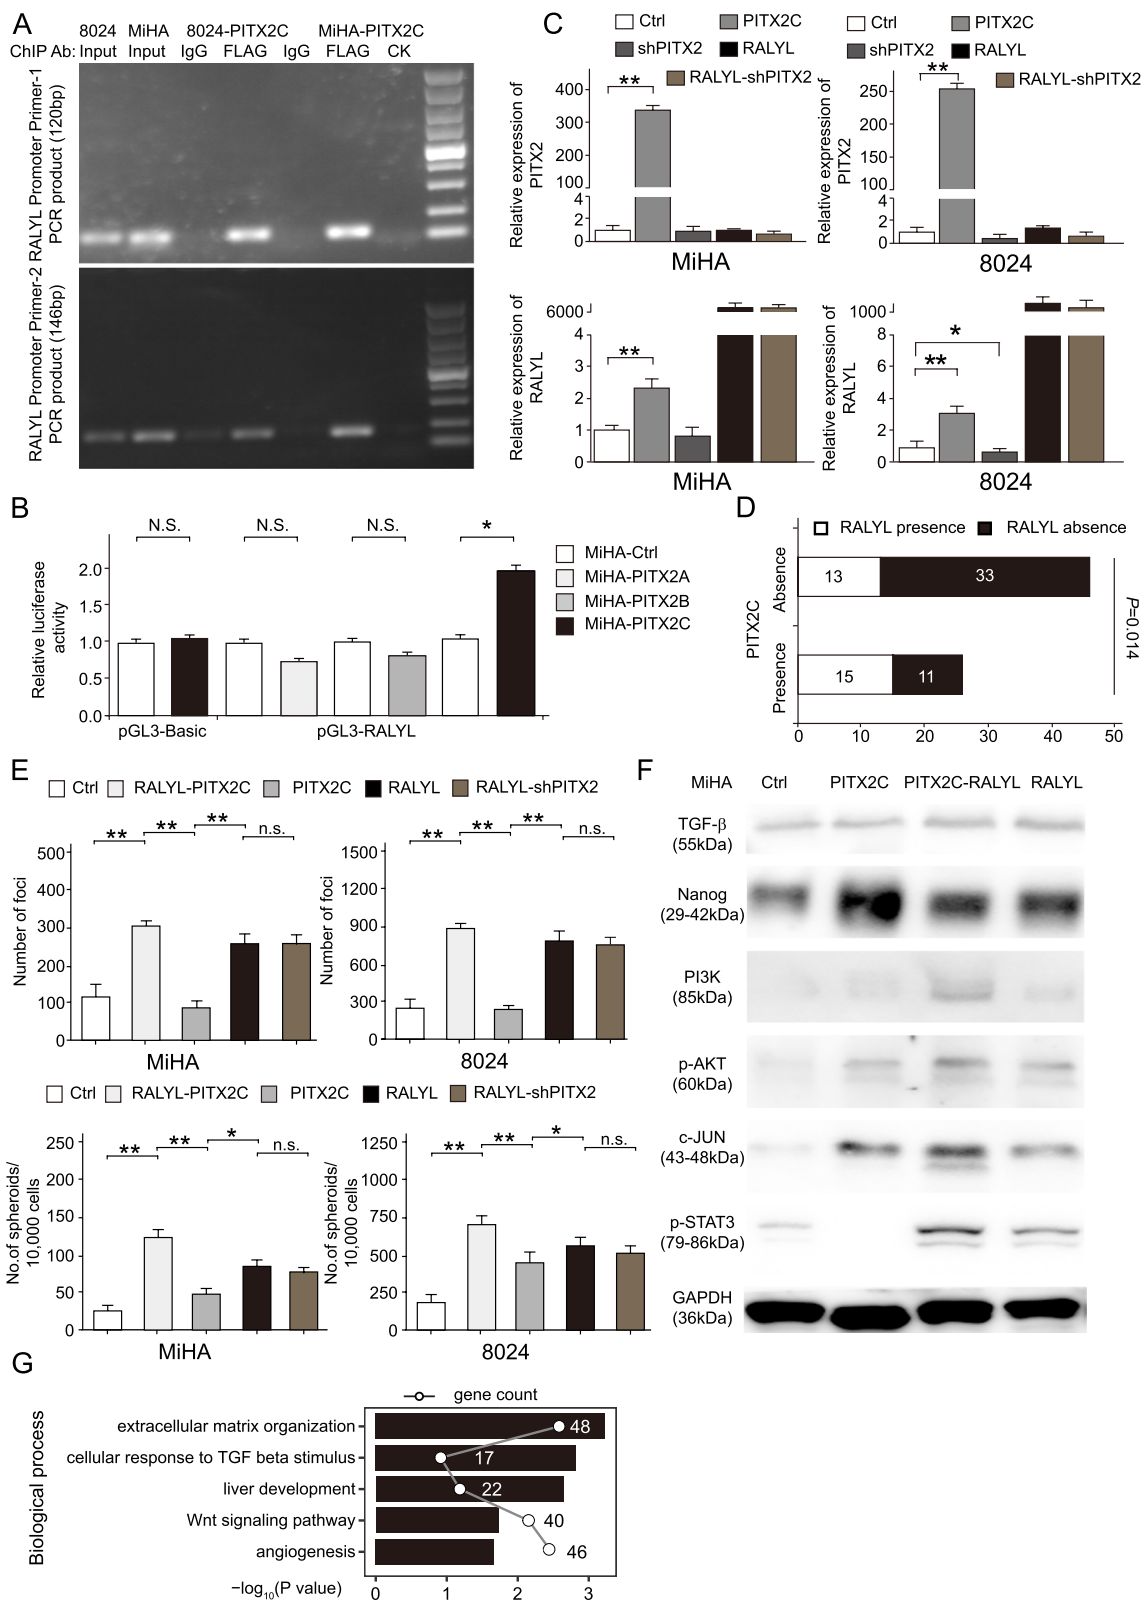 A
8024 MiHA 8024-PITX2C MiHA-PITX2C
ChIP Ab: Input Input IgG FLAG IgG FLAG CK
RALYL Promoter Primer-1
PCR product (120bp)
RALYL Promoter Primer-2
PCR product (146bp)
C
Ctrl PITX2C
shPITX2 RALYL
RALYL-shPITX2
Relative expression of
PITX2
400
300
200
100
4
2
0
**
MiHA
Ctrl PITX2C
shPITX2 RALYL
RALYL-shPITX2
Relative expression of
PITX2
250
200
150
100
4
2
0
**
8024
Relative expression of
RALYL
6000
4
3
2
1
0
**
MiHA
Relative expression of
RALYL
1000
8
6
4
2
0
*
**
8024
B
N.S. N.S. N.S. *
Relative luciferase
activity
2.0
1.5
1.0
0.5
0.0
pGL3-Basic pGL3-RALYL
MiHA-Ctrl
MiHA-PITX2A
MiHA-PITX2B
MiHA-PITX2C
D
RALYL presence RALYL absence
PITX2C
Absence
13 33
Presence
15 11
P=0.014
0 10 20 30 40 50
E
Ctrl RALYL-PITX2C PITX2C RALYL RALYL-shPITX2
** ** ** n.s.
Number of foci
500
400
300
200
100
0
MiHA
** ** ** n.s.
Number of foci
1500
1200
900
600
300
0
8024
Ctrl RALYL-PITX2C PITX2C RALYL RALYL-shPITX2
** ** * n.s.
No.of spheroids/
10,000 cells
250
200
150
100
50
0
MiHA
** ** * n.s.
No.of spheroids/
10,000 cells
1250
1000
750
500
250
0
8024
F
MiHA Ctrl PITX2C PITX2C-RALYL RALYL
TGF-β
(55kDa)
Nanog
(29-42kDa)
PI3K
(85kDa)
p-AKT
(60kDa)
c-JUN
(43-48kDa)
p-STAT3
(79-86kDa)
GAPDH
(36kDa)
G
gene count
Biological process
extracellular matrix organization 48
cellular response to TGF beta stimulus 17
liver development 22
Wnt signaling pathway 40
angiogenesis 46
−log10(P value) 0 1 2 3